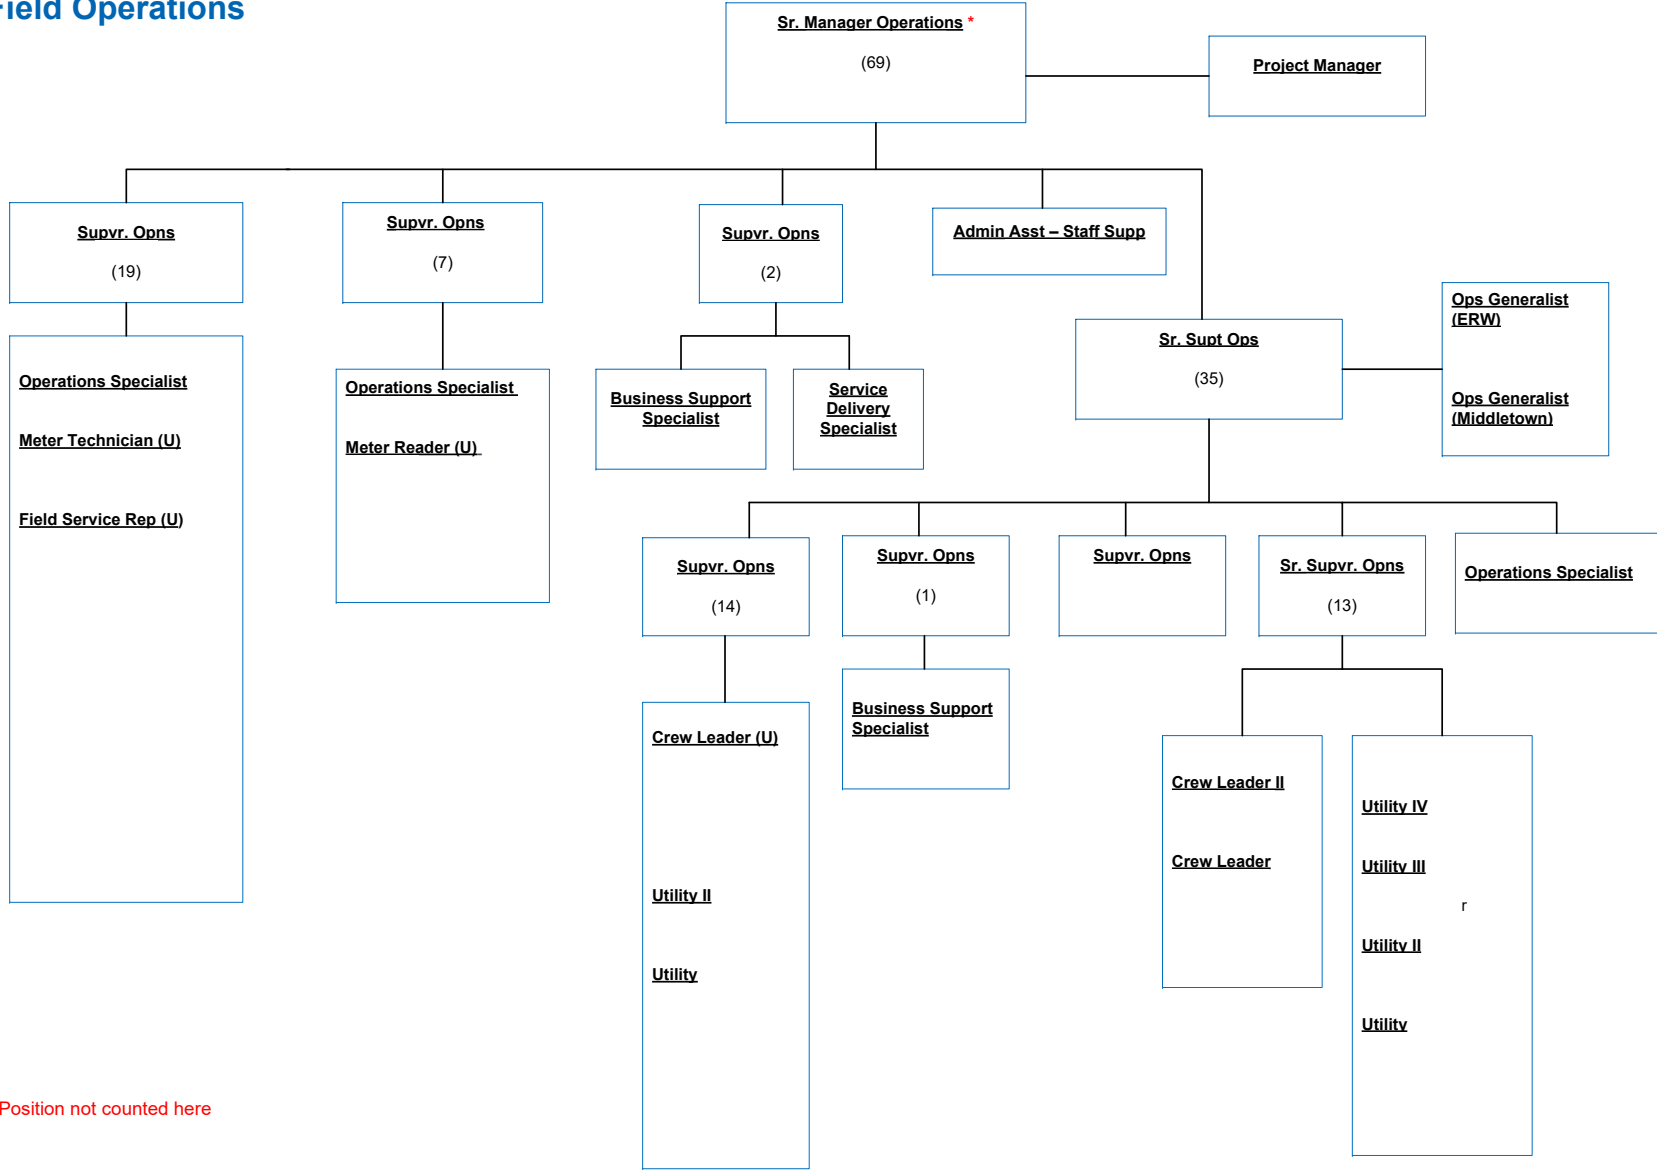 Field Operations
Sr. Manager Operations *
(69)
Project Manager
Supvr. Opns
(19)
Supvr. Opns
(7)
Supvr. Opns
(2)
Admin Asst – Staff Supp
Sr. Supt Ops
(35)
Ops Generalist
(ERW)
Ops Generalist
(Middletown)
Operations Specialist
Meter Technician (U)
Field Service Rep (U)
Operations Specialist
Meter Reader (U)
Business Support
Specialist
Service
Delivery
Specialist
Supvr. Opns
(14)
Supvr. Opns
(1)
Supvr. Opns
Sr. Supvr. Opns
(13)
Operations Specialist
Crew Leader (U)
Utility II
Utility
Business Support
Specialist
Crew Leader II
Crew Leader
Utility IV
Utility III
r
Utility II
Utility
Position not counted here